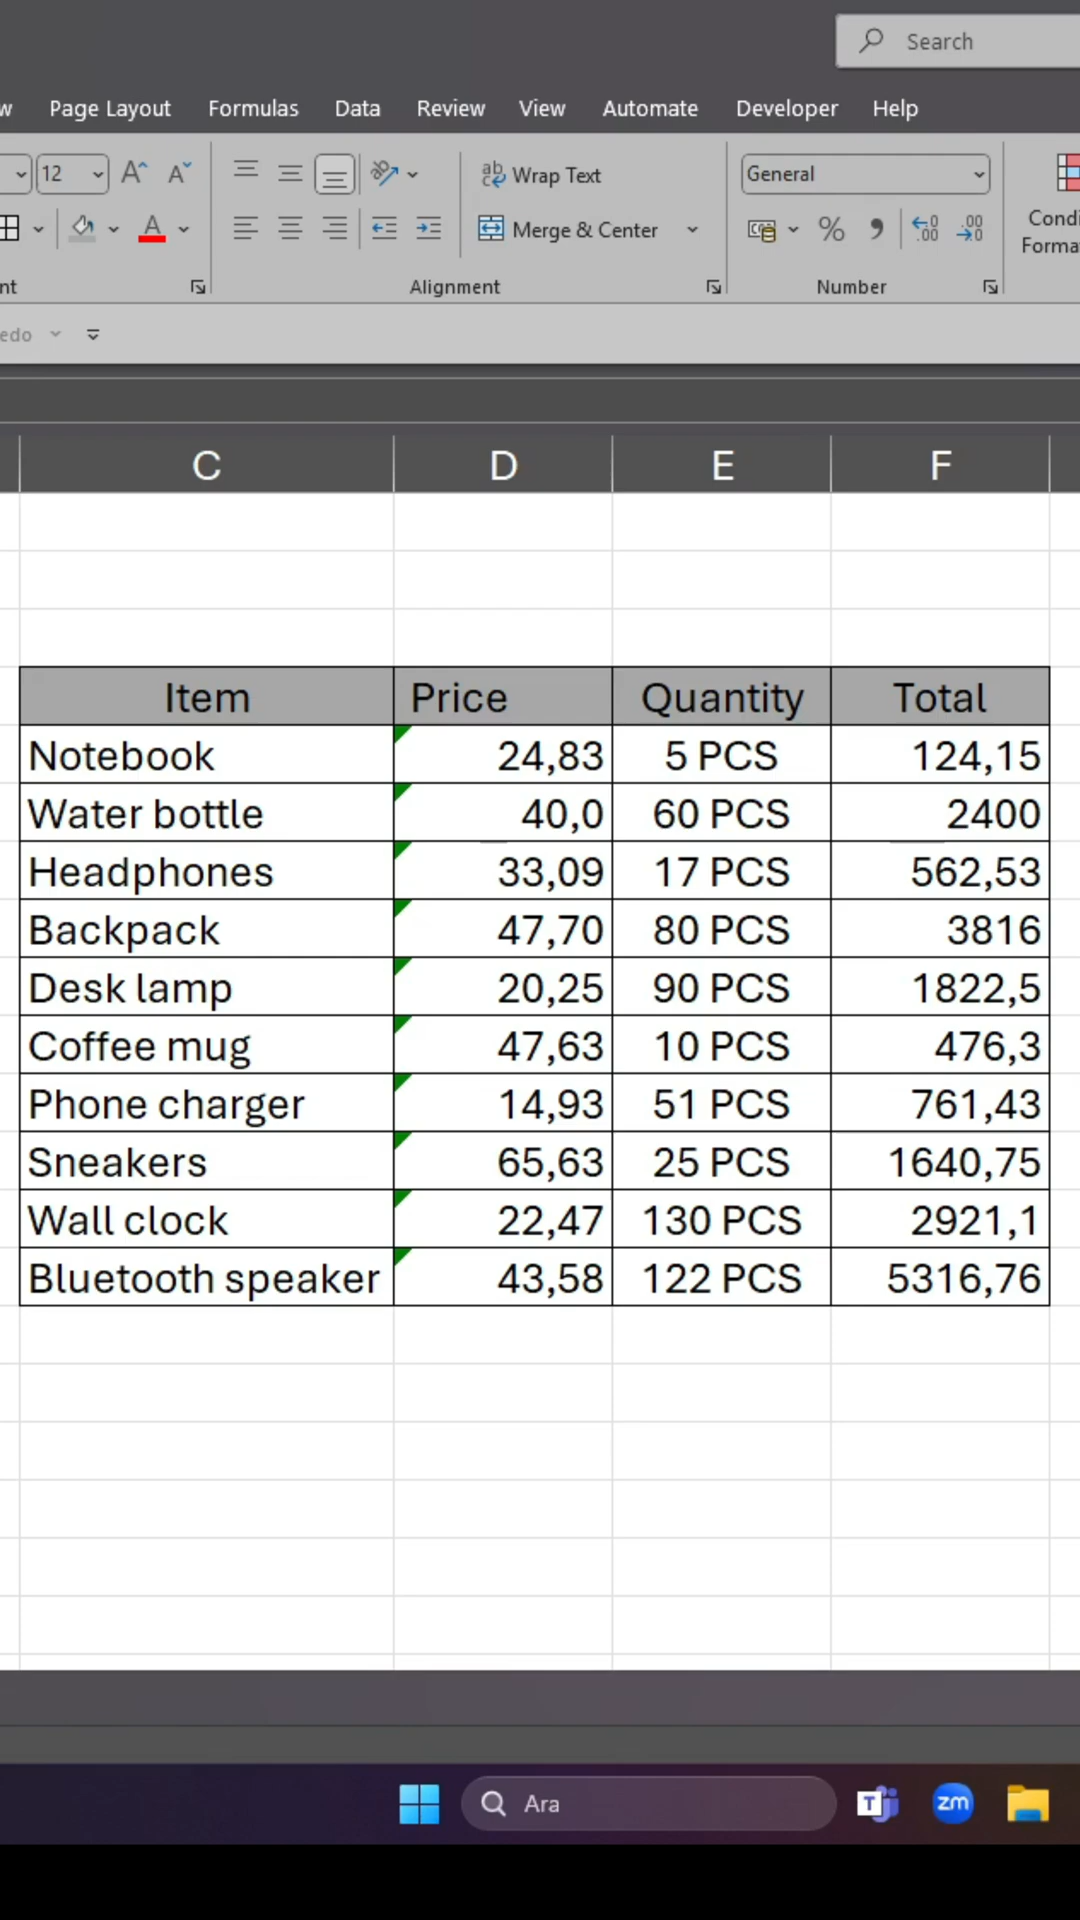 Search
Page Layout Formulas Data Review View Automate Developer Help
12 Wrap Text General
Merge & Center
Alignment Number
C D E F
Item Price Quantity Total
Notebook 24,83 5 PCS 124,15
Water bottle 40,0 60 PCS 2400
Headphones 33,09 17 PCS 562,53
Backpack 47,70 80 PCS 3816
Desk lamp 20,25 90 PCS 1822,5
Coffee mug 47,63 10 PCS 476,3
Phone charger 14,93 51 PCS 761,43
Sneakers 65,63 25 PCS 1640,75
Wall clock 22,47 130 PCS 2921,1
Bluetooth speaker 43,58 122 PCS 5316,76
Ara T zm